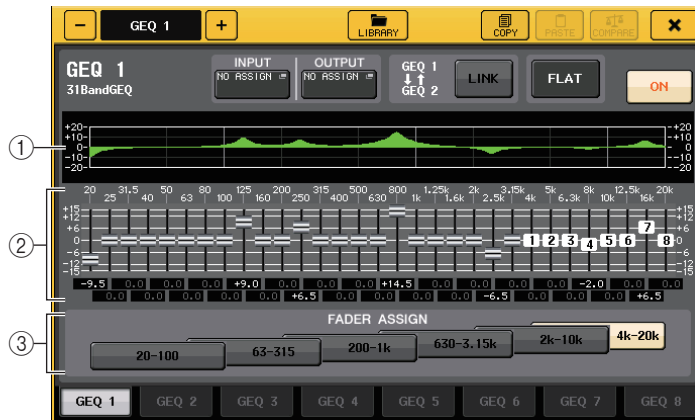 GEQ 1
LIBRARY
COPY
PASTE
COMPARE
GEQ 1
31BandGEQ
INPUT
NO ASSIGN
OUTPUT
NO ASSIGN
GEQ 1
GEQ 2
LINK
FLAT
ON
1
+20
+10
0
-10
-20
+20
+10
0
-10
-20
20 31.5 50 80 125 200 315 500 800 1.25k 2k 3.15k 5k 8k 12.5k 20k
25 40 63 100 160 250 400 630 1k 1.6k 2.5k 4k 6.3k 10k 16k
2
+15
+12
+6
0
-6
-12
-15
+15
+12
+6
0
-6
-12
-15
1 2 3 4 5 6 7 8
-9.5 0.0 0.0 0.0 +9.0 0.0 0.0 0.0 +14.5 0.0 0.0 0.0 0.0 -2.0 0.0 0.0
0.0 0.0 0.0 0.0 0.0 +6.5 0.0 0.0 0.0 0.0 -6.5 0.0 0.0 0.0 +6.5
3
FADER ASSIGN
20-100
63-315
200-1k
630-3.15k
2k-10k
4k-20k
GEQ 1 GEQ 2 GEQ 3 GEQ 4 GEQ 5 GEQ 6 GEQ 7 GEQ 8